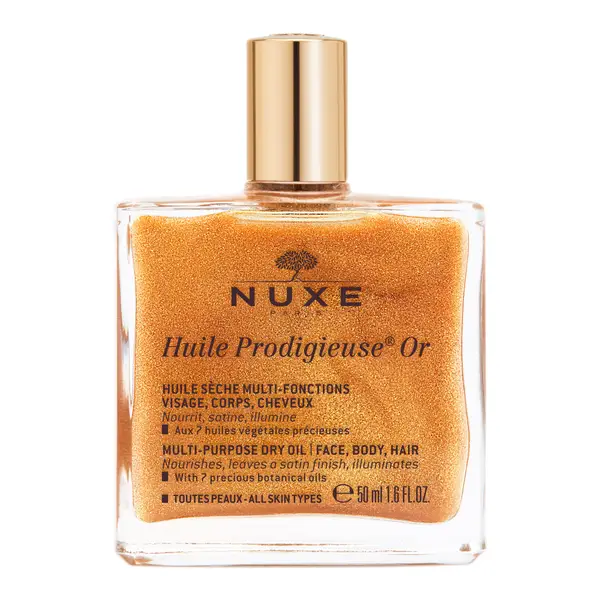 NUXE
PARIS
Huile Prodigieuse® Or
HUILE SÈCHE MULTI-FONCTIONS
VISAGE, CORPS, CHEVEUX
Nourrit, satine, illumine
■ Aux 7 huiles végétales précieuses
MULTI-PURPOSE DRY OIL | FACE, BODY, HAIR
Nourishes, leaves a satin finish, illuminates
■ With 7 precious botanical oils
■ TOUTES PEAUX - ALL SKIN TYPES ℮ 50 ml 1.6 FL.OZ.